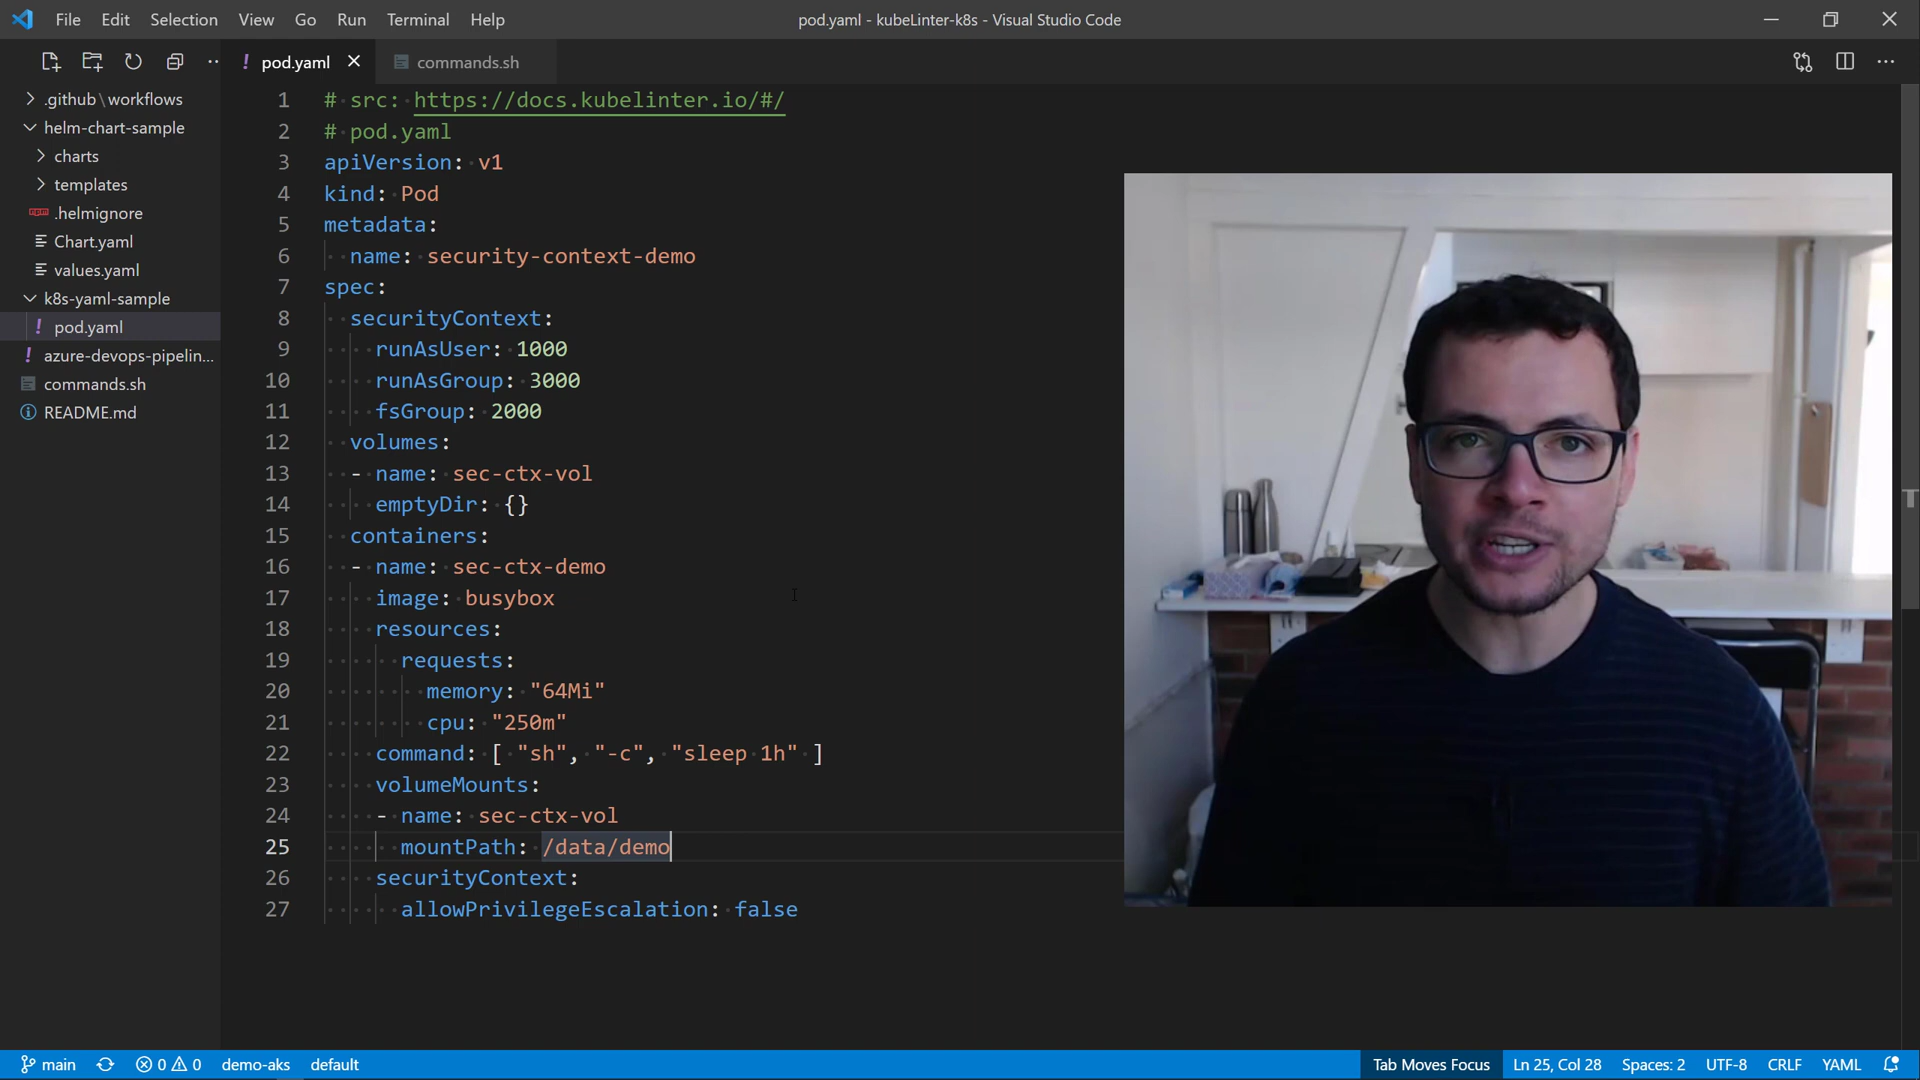 File Edit Selection View Go Run Terminal Help
pod.yaml - kubeLinter-k8s - Visual Studio Code
pod.yaml
commands.sh
.github\workflows
helm-chart-sample
charts
templates
.helmignore
Chart.yaml
values.yaml
k8s-yaml-sample
pod.yaml
azure-devops-pipelin...
commands.sh
README.md
1 # src: https://docs.kubelinter.io/#/
2 # pod.yaml
3 apiVersion: v1
4 kind: Pod
5 metadata:
6 name: security-context-demo
7 spec:
8 securityContext:
9 runAsUser: 1000
10 runAsGroup: 3000
11 fsGroup: 2000
12 volumes:
13 - name: sec-ctx-vol
14 emptyDir: {}
15 containers:
16 - name: sec-ctx-demo
17 image: busybox
18 resources:
19 requests:
20 memory: "64Mi"
21 cpu: "250m"
22 command: [ "sh", "-c", "sleep 1h" ]
23 volumeMounts:
24 - name: sec-ctx-vol
25 mountPath: /data/demo
26 securityContext:
27 allowPrivilegeEscalation: false
main 0 0 demo-aks default
Tab Moves Focus Ln 25, Col 28 Spaces: 2 UTF-8 CRLF YAML